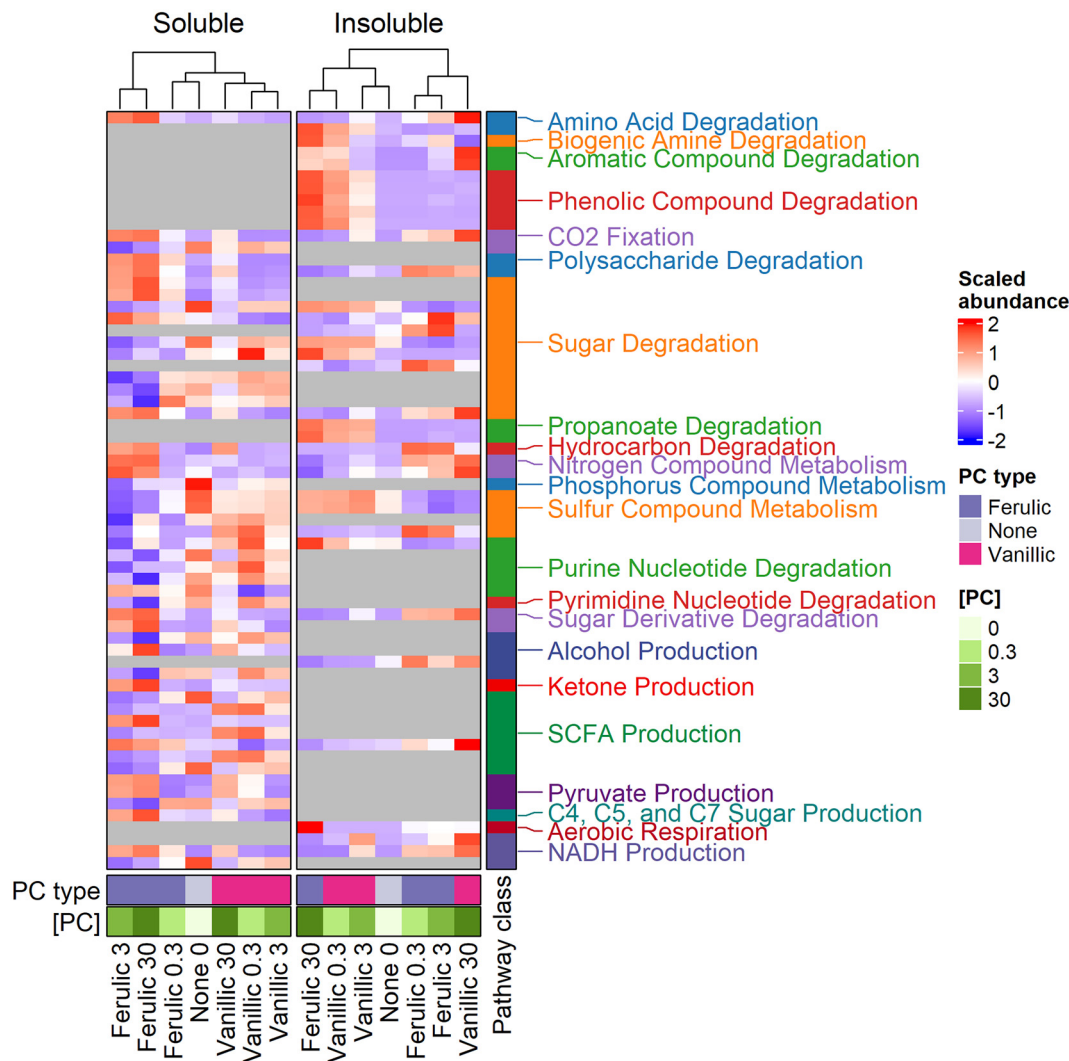 Soluble
Insoluble
Amino Acid Degradation
Biogenic Amine Degradation
Aromatic Compound Degradation
Phenolic Compound Degradation
CO2 Fixation
Polysaccharide Degradation
Sugar Degradation
Propanoate Degradation
Hydrocarbon Degradation
Nitrogen Compound Metabolism
Phosphorus Compound Metabolism
Sulfur Compound Metabolism
Purine Nucleotide Degradation
Pyrimidine Nucleotide Degradation
Sugar Derivative Degradation
Alcohol Production
Ketone Production
SCFA Production
Pyruvate Production
C4, C5, and C7 Sugar Production
Aerobic Respiration
NADH Production
Scaled
abundance
2
1
0
-1
-2
PC type
Ferulic
None
Vanillic
[PC]
0
0.3
3
30
PC type
[PC]
Ferulic 3
Ferulic 30
Ferulic 0.3
None 0
Vanillic 30
Vanillic 0.3
Vanillic 3
Ferulic 30
Vanillic 0.3
Vanillic 3
None 0
Ferulic 0.3
Ferulic 3
Vanillic 30
Pathway class